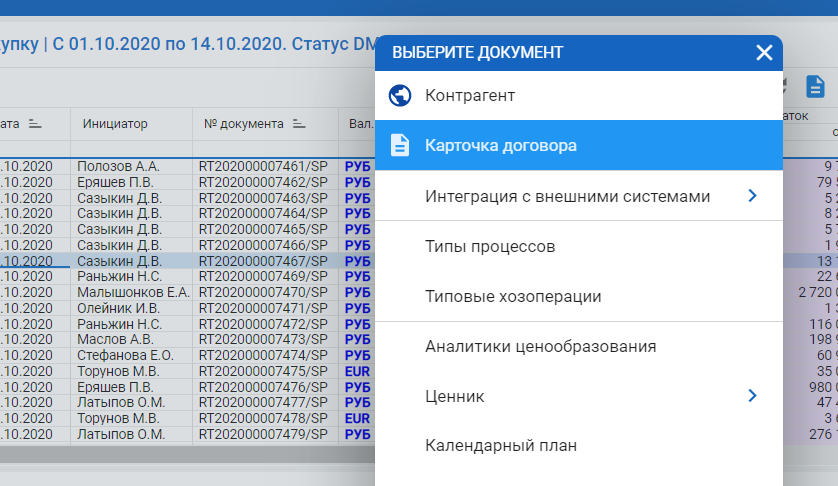 купку | С 01.10.2020 по 14.10.2020. Статус DM
ВЫБЕРИТЕ ДОКУМЕНТ
Контрагент
Карточка договора
Интеграция с внешними системами
Типы процессов
Типовые хозоперации
Аналитики ценообразования
Ценник
Календарный план
ата Инициатор № документа Вал. аток
.10.2020 Полозов А.А. RT202000007461/SP РУБ 9 7
.10.2020 Еряшев П.В. RT202000007462/SP РУБ 79
.10.2020 Сазыкин Д.В. RT202000007463/SP РУБ 5 2
.10.2020 Сазыкин Д.В. RT202000007464/SP РУБ 8 2
.10.2020 Сазыкин Д.В. RT202000007465/SP РУБ 5 7
.10.2020 Сазыкин Д.В. RT202000007466/SP РУБ 1 9
.10.2020 Сазыкин Д.В. RT202000007467/SP РУБ 13
.10.2020 Раньжин Н.С. RT202000007469/SP РУБ 22
.10.2020 Малышонков Е.А. RT202000007470/SP РУБ 2 720
.10.2020 Олейник И.В. RT202000007471/SP РУБ 1
.10.2020 Раньжин Н.С. RT202000007472/SP РУБ 116
.10.2020 Маслов А.В. RT202000007473/SP РУБ 198
.10.2020 Стефанова Е.О. RT202000007474/SP РУБ 60
.10.2020 Торунов М.В. RT202000007475/SP EUR 35
.10.2020 Еряшев П.В. RT202000007476/SP РУБ 980
.10.2020 Латыпов О.М. RT202000007477/SP РУБ 47
.10.2020 Торунов М.В. RT202000007478/SP EUR 3
.10.2020 Латыпов О.М. RT202000007479/SP РУБ 276